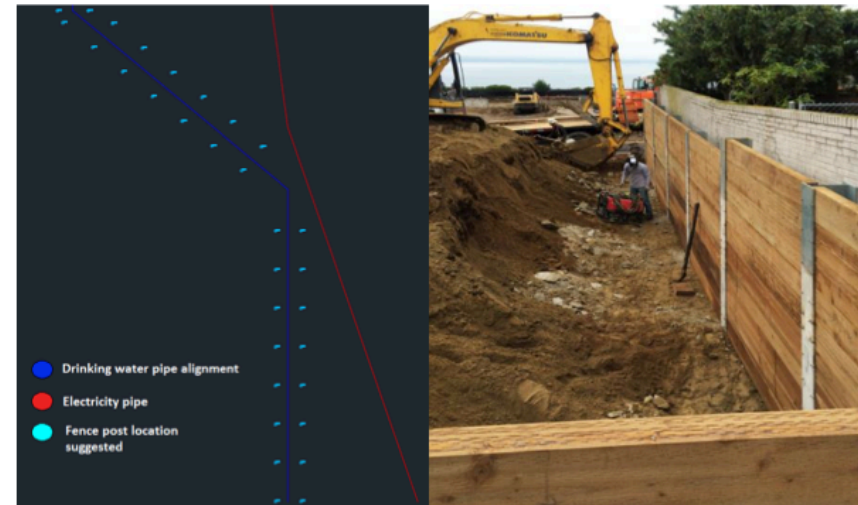 Drinking water pipe alignment
Electricity pipe
Fence post location
suggested
KOMATSU